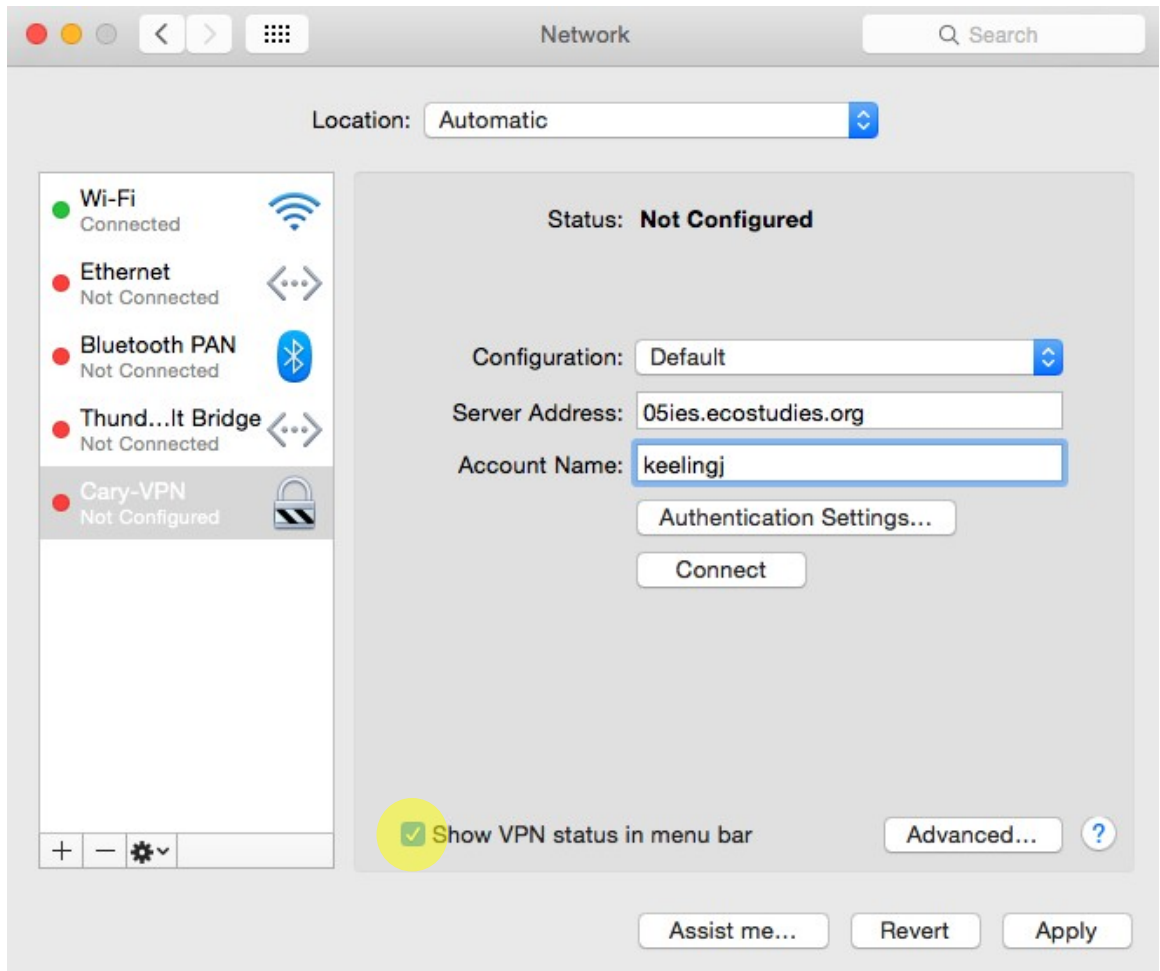 Network
Search
Location: Automatic
Wi-Fi
Connected
Ethernet
Not Connected
Bluetooth PAN
Not Connected
Thund...lt Bridge
Not Connected
Cary-VPN
Not Configured
Status: Not Configured
Configuration: Default
Server Address: 05ies.ecostudies.org
Account Name: keelingj
Authentication Settings...
Connect
Show VPN status in menu bar
Advanced...
?
Assist me...
Revert
Apply